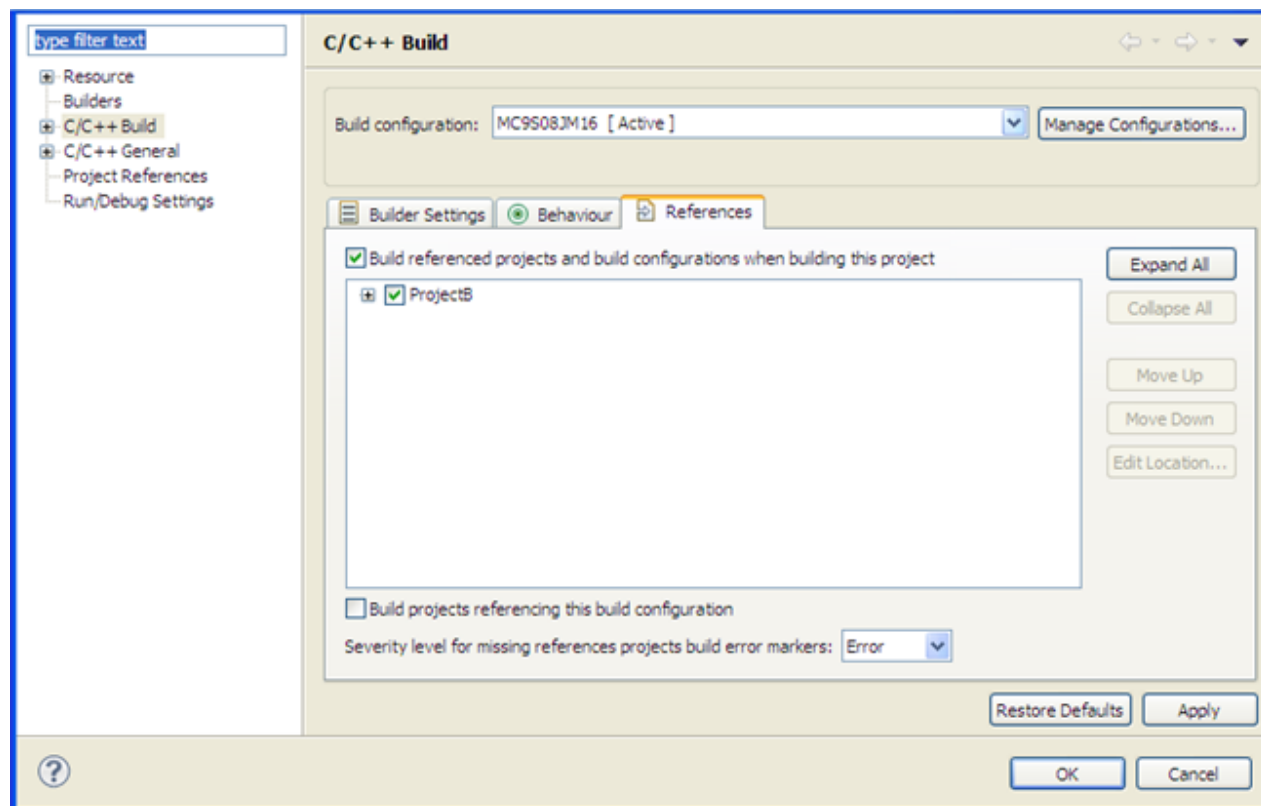 type filter text
Resource
Builders
C/C++ Build
C/C++ General
Project References
Run/Debug Settings
C/C++ Build
Build configuration: MC9S08JM16 [ Active ] Manage Configurations...
Builder Settings Behaviour References
Build referenced projects and build configurations when building this project
ProjectB
Expand All
Collapse All
Move Up
Move Down
Edit Location...
Build projects referencing this build configuration
Severity level for missing references projects build error markers: Error
Restore Defaults Apply
? OK Cancel